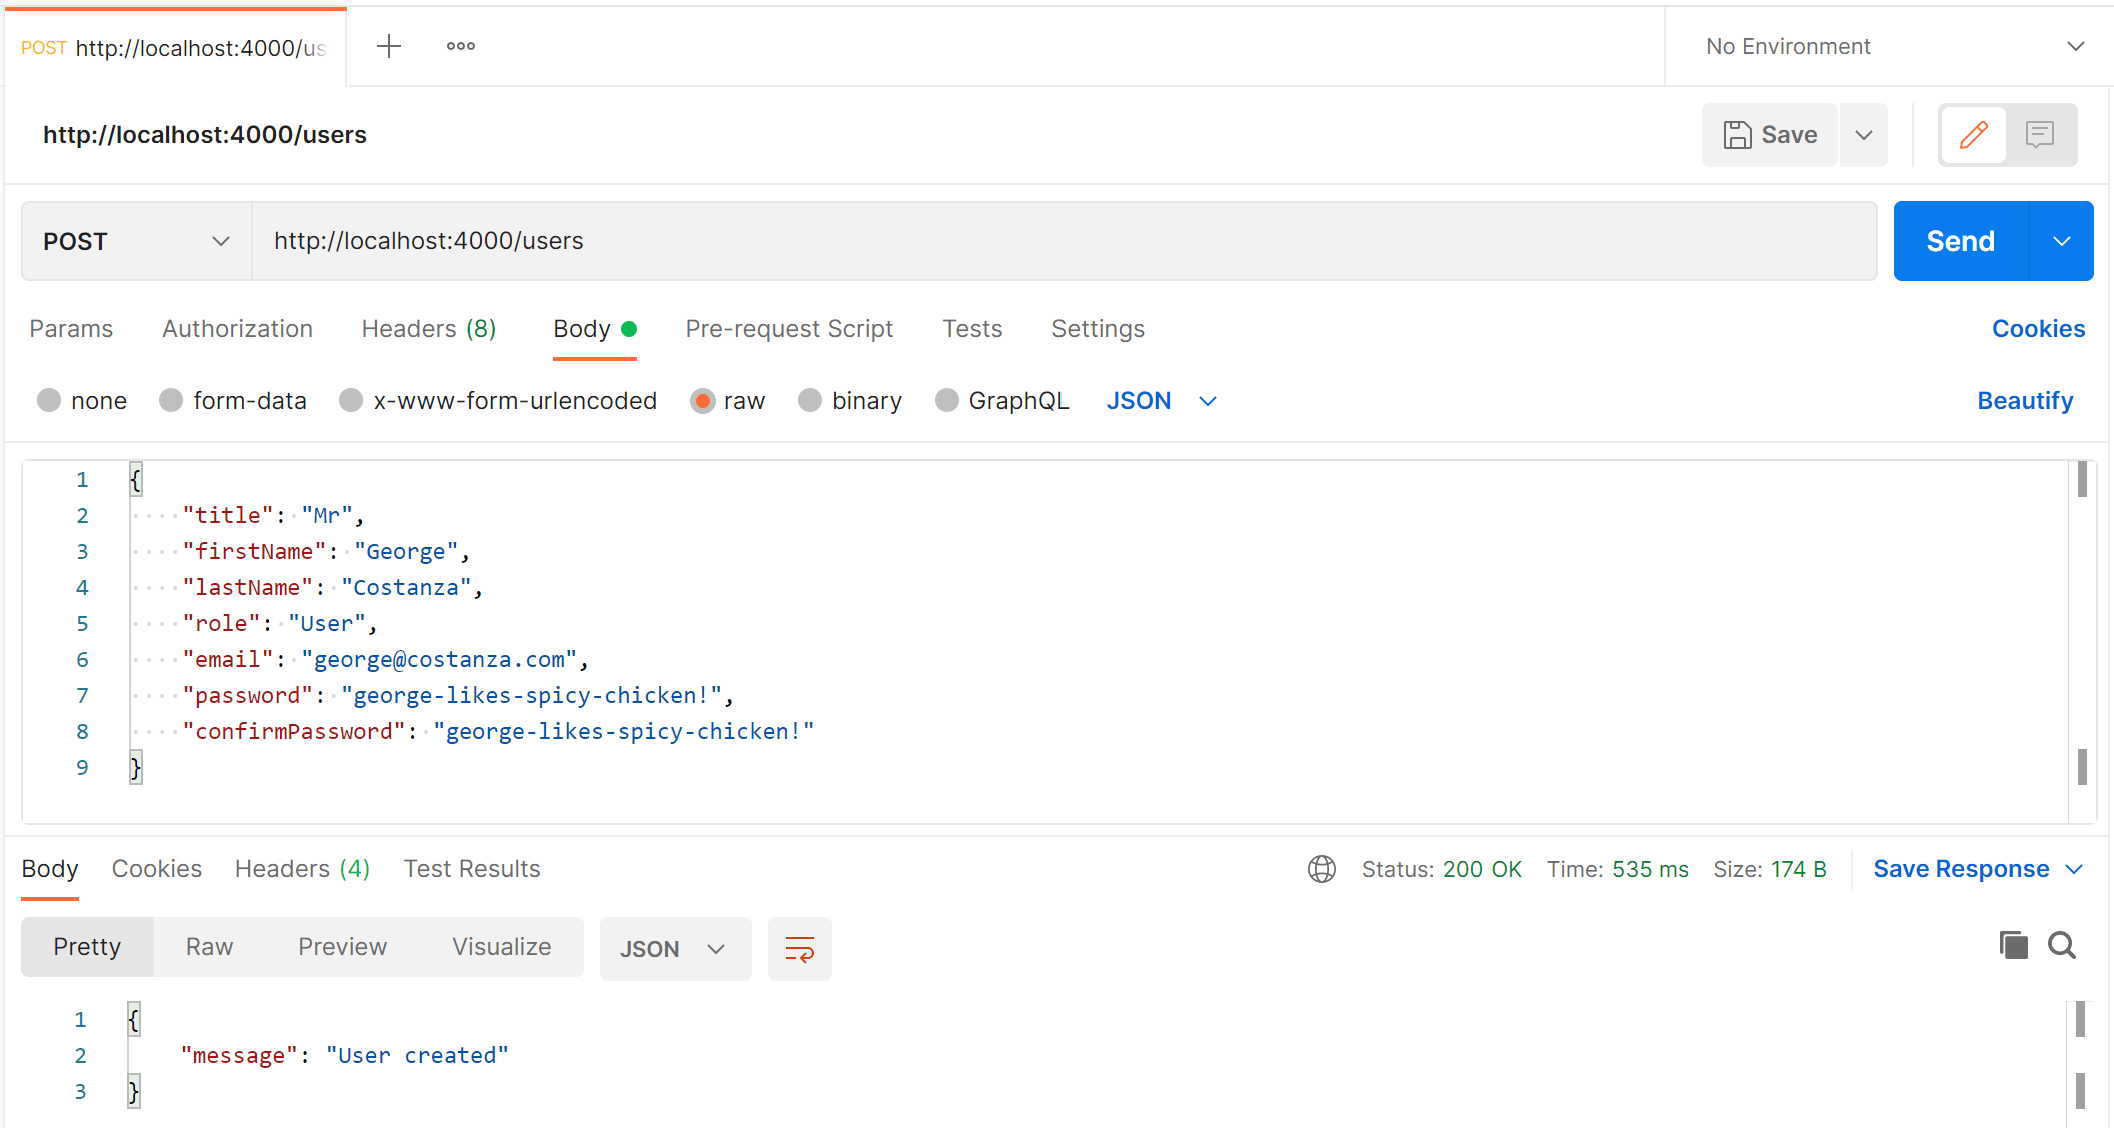 POST http://localhost:4000/us
No Environment
http://localhost:4000/users
Save
POST http://localhost:4000/users Send
Params Authorization Headers (8) Body Pre-request Script Tests Settings Cookies
none form-data x-www-form-urlencoded raw binary GraphQL JSON Beautify
1 {
2 "title": "Mr",
3 "firstName": "George",
4 "lastName": "Costanza",
5 "role": "User",
6 "email": "george@costanza.com",
7 "password": "george-likes-spicy-chicken!",
8 "confirmPassword": "george-likes-spicy-chicken!"
9 }
Body Cookies Headers (4) Test Results Status: 200 OK Time: 535 ms Size: 174 B Save Response
Pretty Raw Preview Visualize JSON
1 {
2 "message": "User created"
3 }